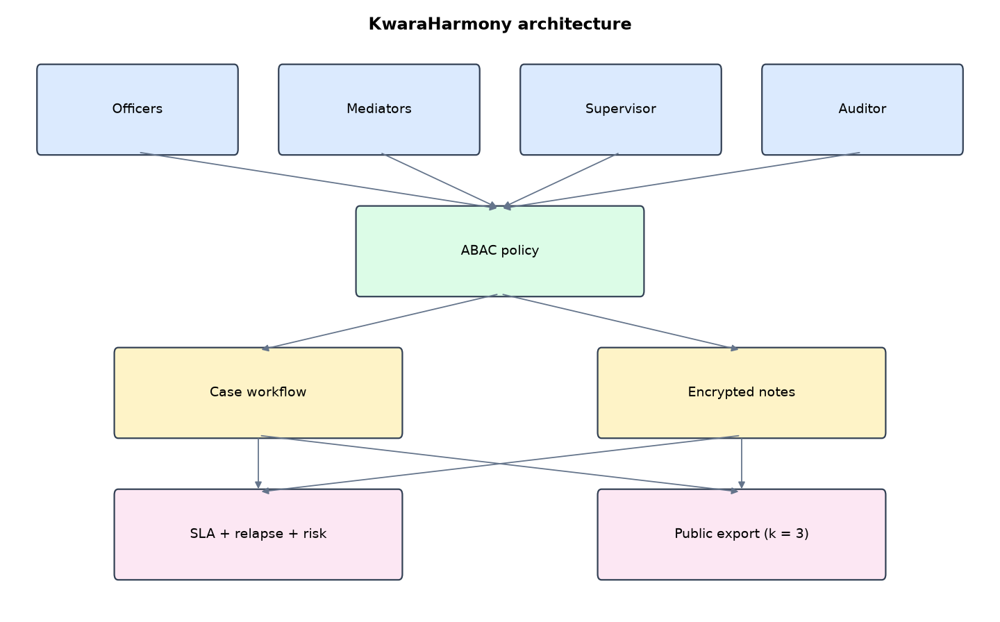 KwaraHarmony architecture
Officers
Mediators
Supervisor
Auditor
ABAC policy
Case workflow
Encrypted notes
SLA + relapse + risk
Public export (k = 3)